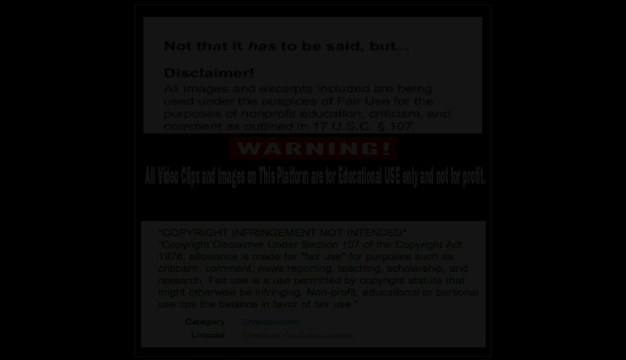 Not that it has to be said, but...
Disclaimer!
All images and excerpts included are being
used under the auspices of Fair Use for the
purposes of nonprofit education, criticism, and
comment as outlined in 17 U.S.C. § 107
WARNING!
All Video Clips and Images on This Platform are for Educational USE only and not for profit.
*COPYRIGHT INFRINGEMENT NOT INTENDED*
"Copyright Disclaimer Under Section 107 of the Copyright Act
1976, allowance is made for "fair use" for purposes such as
criticism, comment, news reporting, teaching, scholarship, and
research. Fair use is a use permitted by copyright statute that
might otherwise be infringing. Non-profit, educational or personal
use tips the balance in favor of fair use."
Category Entertainment
License